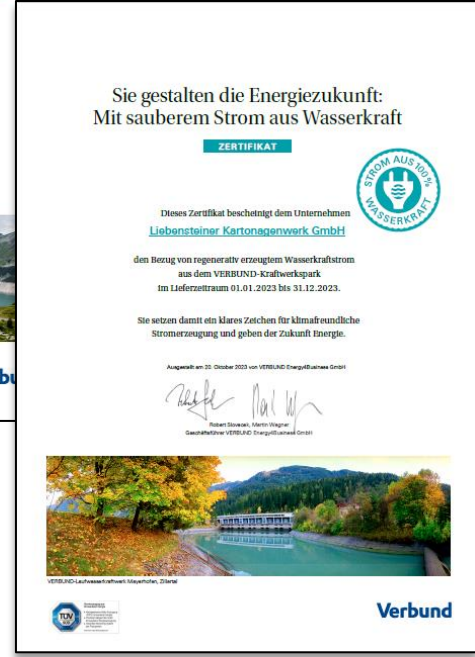 Sie gestalten die Energiezukunft:
Mit sauberem Strom aus Wasserkraft
ZERTIFIKAT
STROM AUS 100% WASSERKRAFT
Dieses Zertifikat bescheinigt dem Unternehmen
Liebensteiner Kartonagenwerk GmbH
den Bezug von regenerativ erzeugtem Wasserkraftstrom
aus dem VERBUND-Kraftwerkspark
im Lieferzeitraum 01.01.2023 bis 31.12.2023.
Sie setzen damit ein klares Zeichen für klimafreundliche
Stromerzeugung und geben der Zukunft Energie.
Ausgestellt am 20. Oktober 2023 von VERBUND Energy4Business GmbH
Robert Slovacek, Martin Wagner
Geschäftsführer VERBUND Energy4Business GmbH
VERBUND-Laufwasserkraftwerk Mayerhofen, Zillertal
TÜV
Verbund